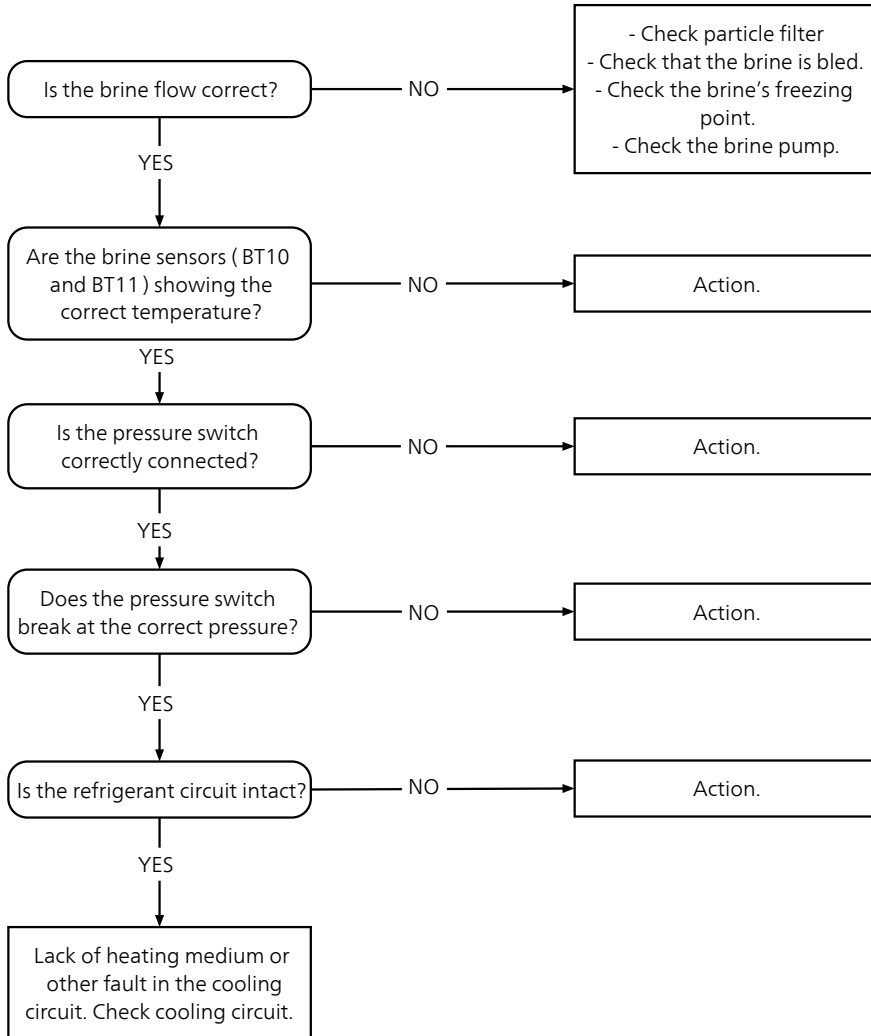 Is the brine flow correct?
NO
- Check particle filter
- Check that the brine is bled.
- Check the brine's freezing
point.
- Check the brine pump.
YES
Are the brine sensors ( BT10
and BT11 ) showing the
correct temperature?
NO
Action.
YES
Is the pressure switch
correctly connected?
NO
Action.
YES
Does the pressure switch
break at the correct pressure?
NO
Action.
YES
Is the refrigerant circuit intact?
NO
Action.
YES
Lack of heating medium or
other fault in the cooling
circuit. Check cooling circuit.